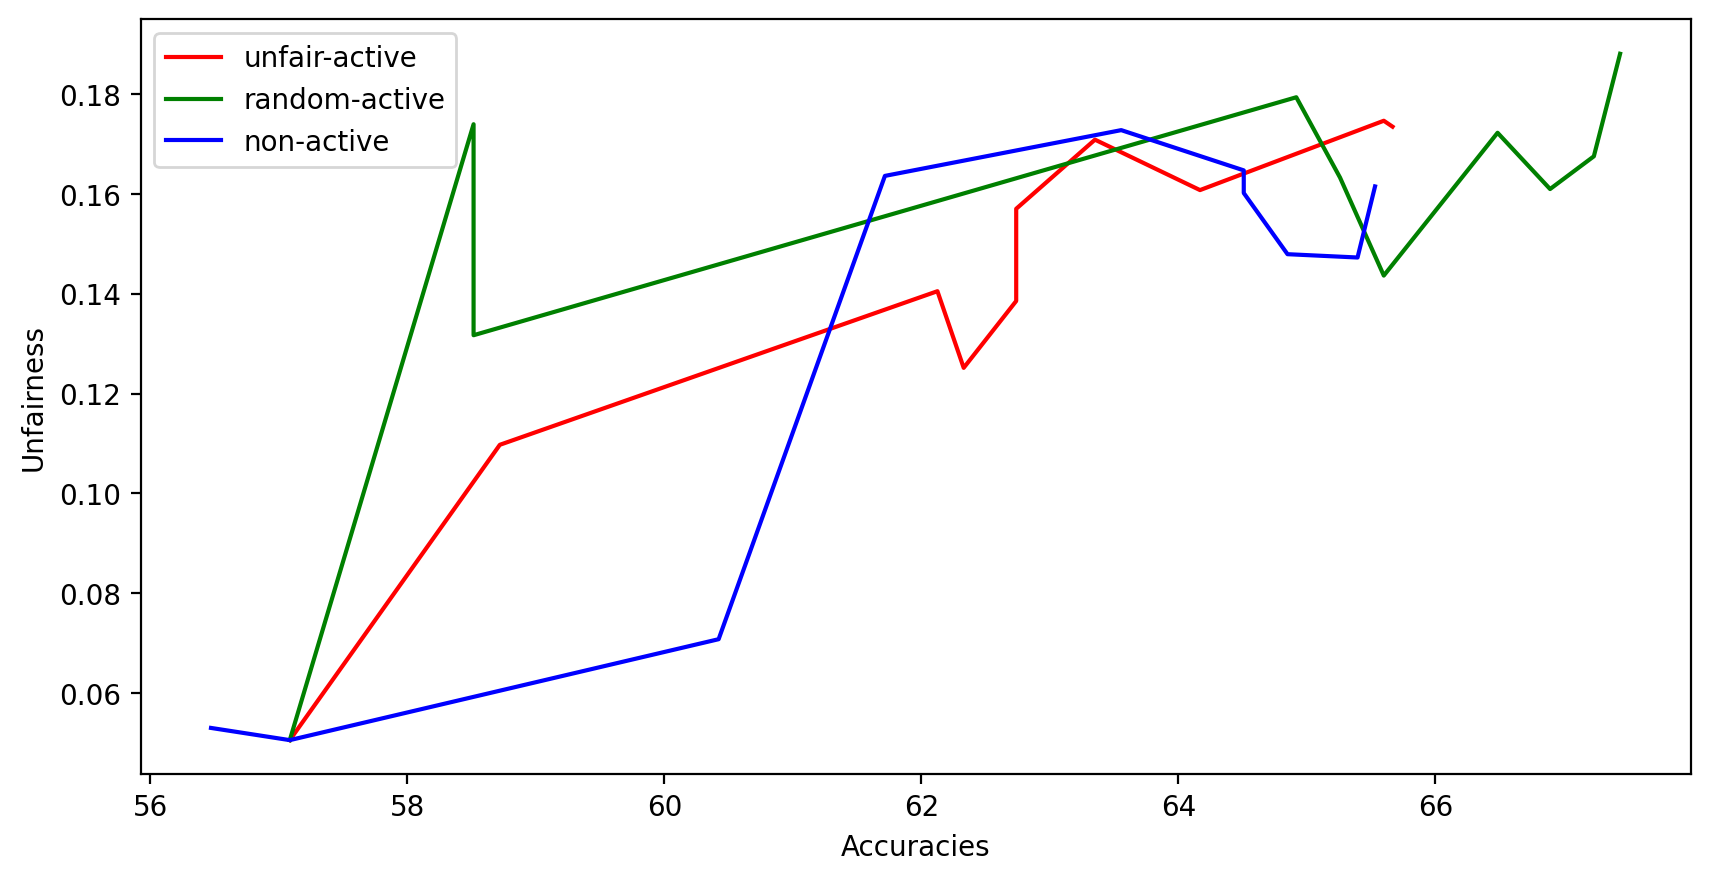 unfair-active
random-active
non-active
0.18
0.16
0.14
0.12
0.10
0.08
0.06
Unfairness
56 58 60 62 64 66
Accuracies